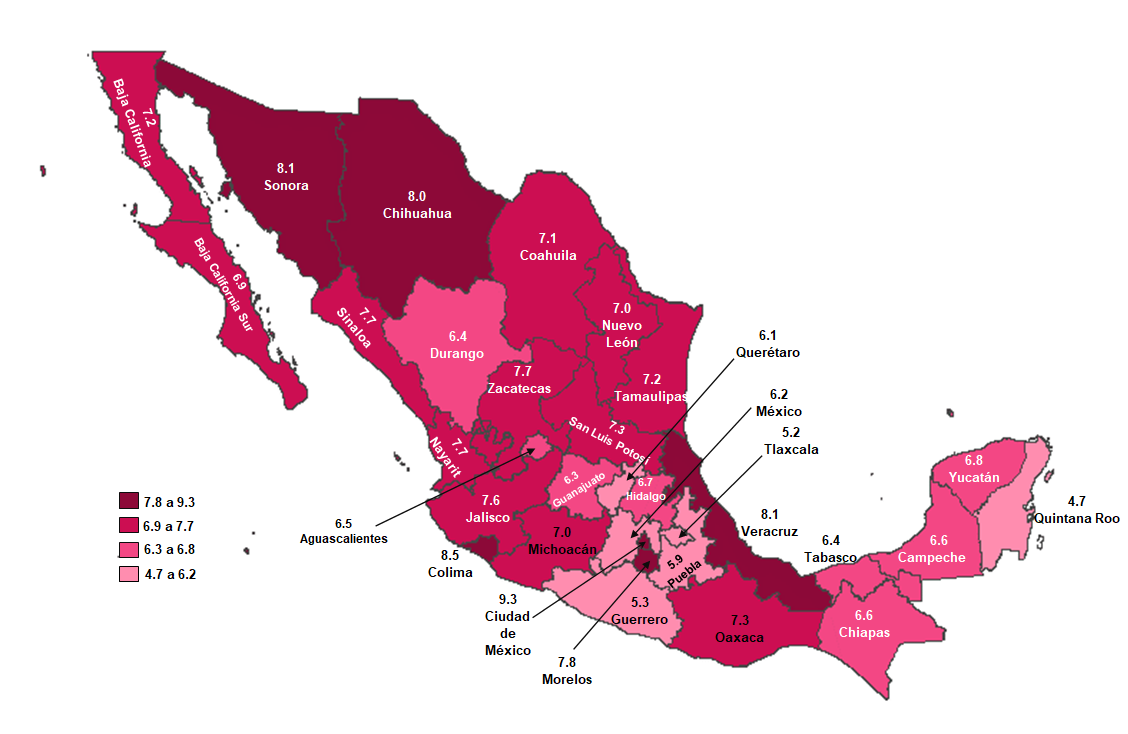 7.2
Baja California
6.9
Baja California Sur
8.1
Sonora
8.0
Chihuahua
7.1
Coahuila
7.0
Nuevo
León
7.7
Sinaloa
6.4
Durango
7.7
Zacatecas
7.2
Tamaulipas
7.3
San Luis Potosí
7.7
Nayarit
6.1
Querétaro
6.2
México
5.2
Tlaxcala
6.3
Guanajuato
6.7
Hidalgo
7.6
Jalisco
6.5
Aguascalientes
7.0
Michoacán
8.5
Colima
9.3
Ciudad
de
México
7.8
Morelos
5.3
Guerrero
5.9
Puebla
7.3
Oaxaca
8.1
Veracruz
6.4
Tabasco
6.6
Chiapas
6.6
Campeche
6.8
Yucatán
4.7
Quintana Roo
7.8 a 9.3
6.9 a 7.7
6.3 a 6.8
4.7 a 6.2